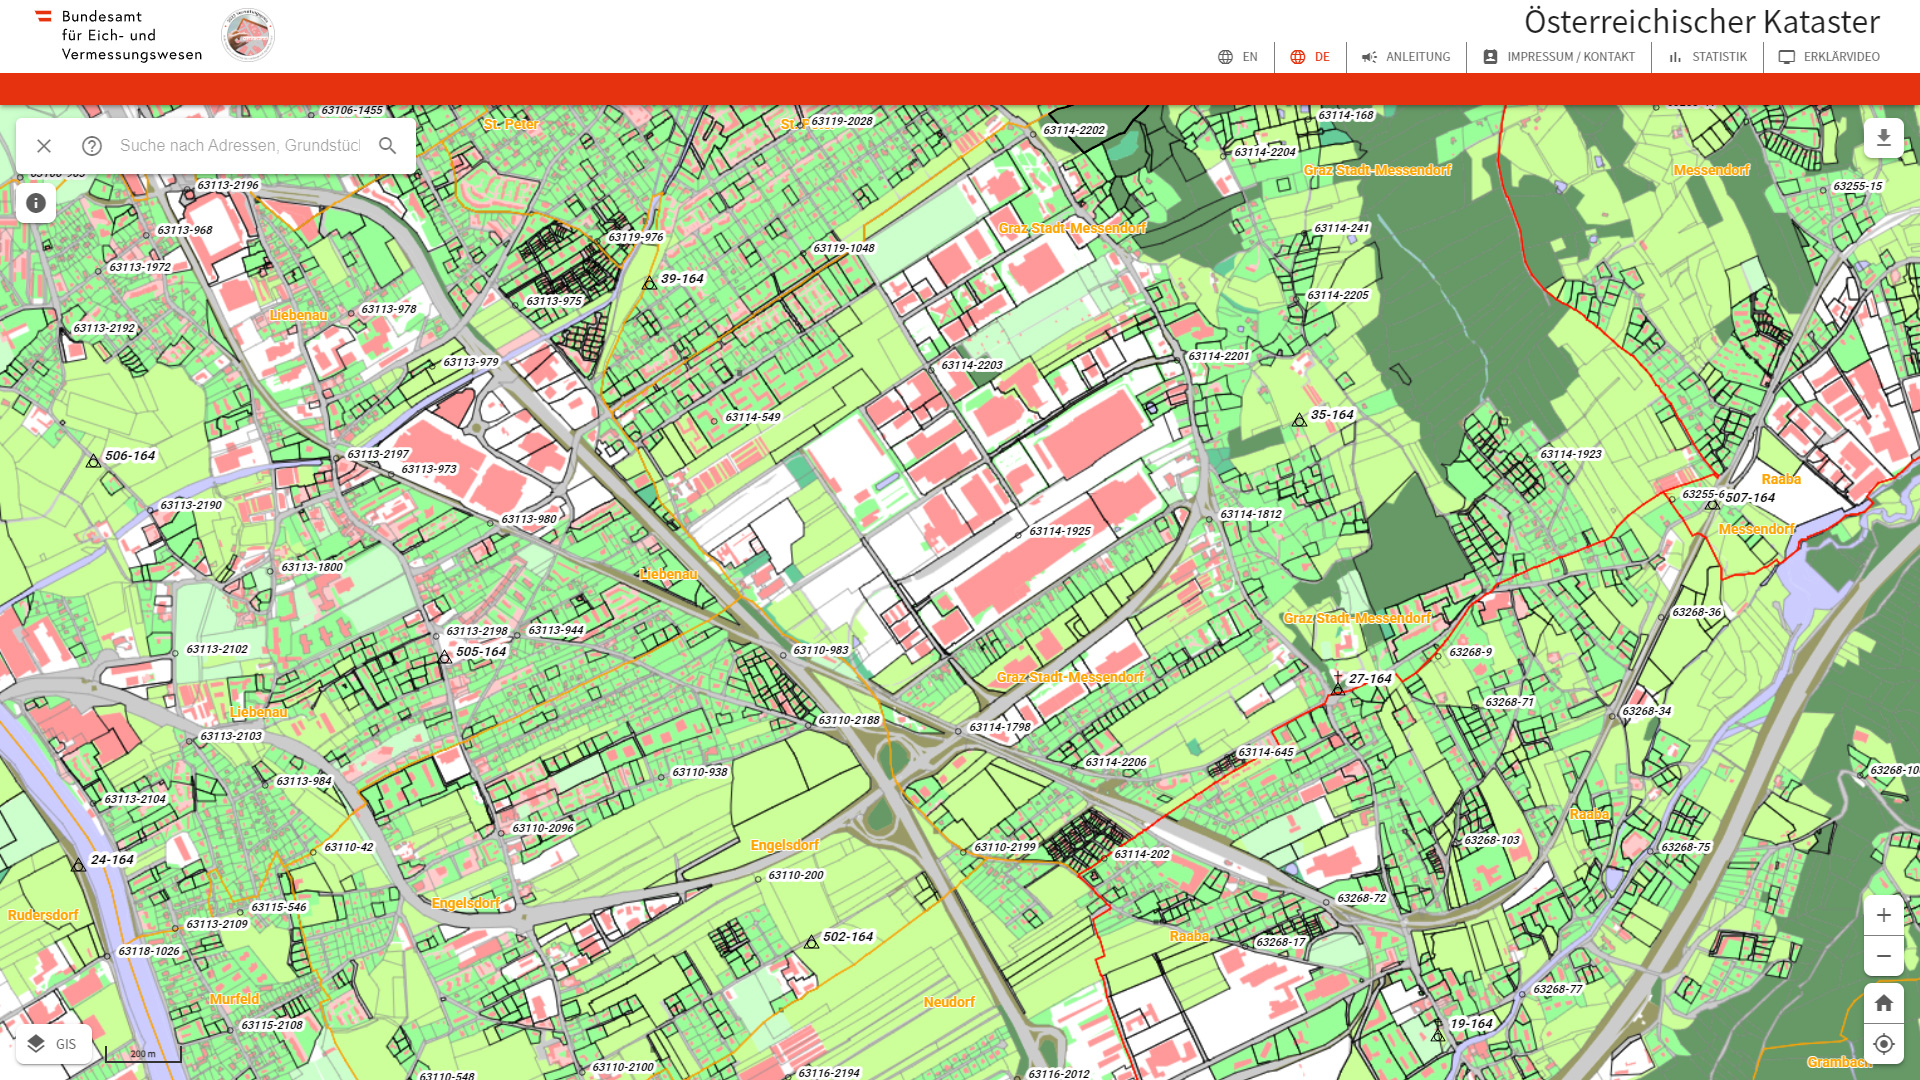 Bundesamt
für Eich- und
Vermessungswesen
Österreichischer Kataster
EN
DE
ANLEITUNG
IMPRESSUM / KONTAKT
STATISTIK
ERKLÄRVIDEO
63106-1455
St. Peter
63119-2028
63114-2202
63114-168
Suche nach Adressen, Grundstücl
63114-2204
Graz Stadt-Messendorf
Messendorf
63113-2196
63255-15
63113-968
63119-976
63119-1048
Graz Stadt-Messendorf
63114-241
63113-1972
39-164
63113-975
63114-2205
Liebenau
63113-978
63113-2192
63113-979
63114-2203
63114-2201
63114-549
35-164
506-164
63113-2197
63113-973
63114-1923
Raaba
63113-2190
63113-980
63114-1812
63255-6
507-164
63114-1925
Messendorf
63113-1800
Liebenau
63268-36
Graz Stadt-Messendorf
63113-2198
63113-944
63113-2102
505-164
63110-983
63268-9
Graz Stadt-Messendorf
27-164
Liebenau
63268-71
63268-34
63113-2103
63110-2188
63114-1798
63114-645
63114-2206
63113-984
63110-938
63268-10
63113-2104
Raaba
63110-2096
63110-42
Engelsdorf
63110-2199
63114-202
63268-103
63268-75
24-164
63110-200
Rudersdorf
63115-546
Engelsdorf
63268-72
63113-2109
63118-1026
502-164
Raaba
63268-17
63268-77
Murfeld
Neudorf
63115-2108
19-164
GIS
200 m
63110-548
63110-2100
63116-2194
63116-2012